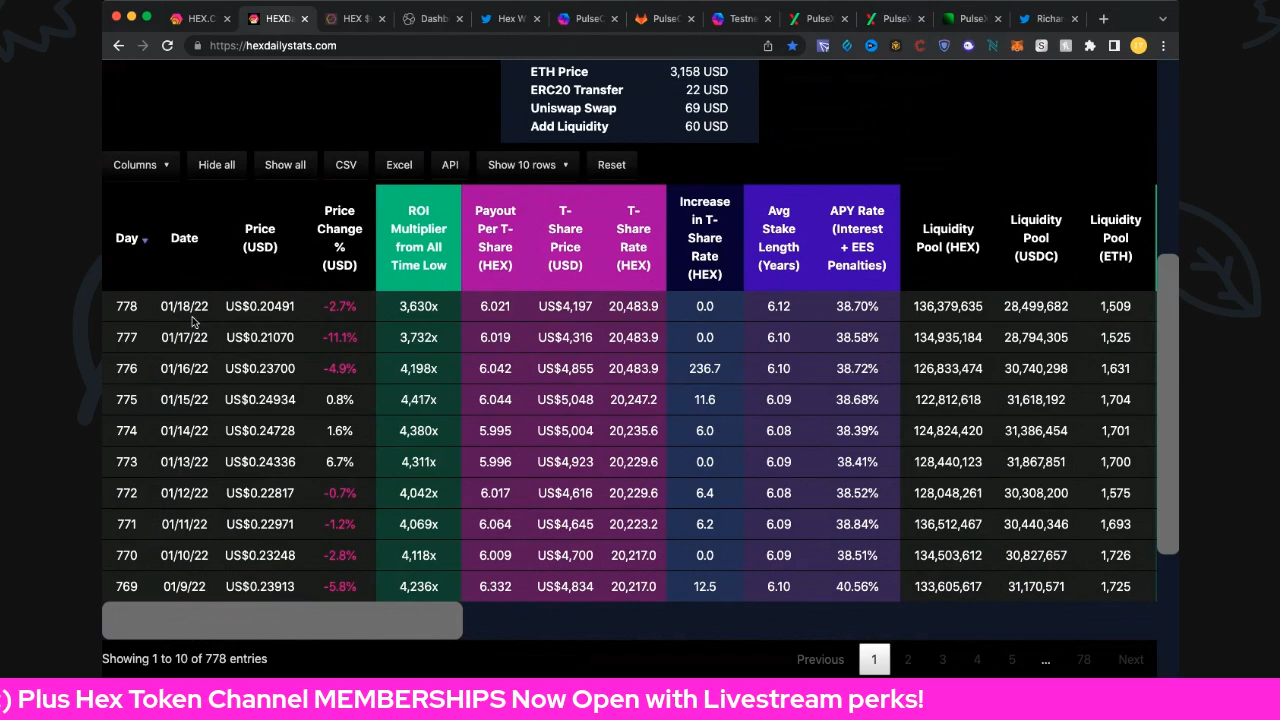 HEX.C
HEXDa
HEX $
Dashb
Hex W
PulseC
PulseC
Testne
PulseX
PulseX
PulseX
Richar
https://hexdailystats.com
ETH Price 3,158 USD
ERC20 Transfer 22 USD
Uniswap Swap 69 USD
Add Liquidity 60 USD
Columns Hide all Show all CSV Excel API Show 10 rows Reset
Day Date Price (USD) Price Change % (USD) ROI Multiplier from All Time Low Payout Per T-Share (HEX) T-Share Price (USD) T-Share Rate (HEX) Increase in T-Share Rate (HEX) Avg Stake Length (Years) APY Rate (Interest + EES Penalties) Liquidity Pool (HEX) Liquidity Pool (USDC) Liquidity Pool (ETH)
778 01/18/22 US$0.20491 -2.7% 3,630x 6.021 US$4,197 20,483.9 0.0 6.12 38.70% 136,379,635 28,499,682 1,509
777 01/17/22 US$0.21070 -11.1% 3,732x 6.019 US$4,316 20,483.9 0.0 6.10 38.58% 134,935,184 28,794,305 1,525
776 01/16/22 US$0.23700 -4.9% 4,198x 6.042 US$4,855 20,483.9 236.7 6.10 38.72% 126,833,474 30,740,298 1,631
775 01/15/22 US$0.24934 0.8% 4,417x 6.044 US$5,048 20,247.2 11.6 6.09 38.68% 122,812,618 31,618,192 1,704
774 01/14/22 US$0.24728 1.6% 4,380x 5.995 US$5,004 20,235.6 6.0 6.08 38.39% 124,824,420 31,386,454 1,701
773 01/13/22 US$0.24336 6.7% 4,311x 5.996 US$4,923 20,229.6 0.0 6.09 38.41% 128,440,123 31,867,851 1,700
772 01/12/22 US$0.22817 -0.7% 4,042x 6.017 US$4,616 20,229.6 6.4 6.08 38.52% 128,048,261 30,308,200 1,575
771 01/11/22 US$0.22971 -1.2% 4,069x 6.064 US$4,645 20,223.2 6.2 6.09 38.84% 136,512,467 30,440,346 1,693
770 01/10/22 US$0.23248 -2.8% 4,118x 6.009 US$4,700 20,217.0 0.0 6.09 38.51% 134,503,612 30,827,657 1,726
769 01/9/22 US$0.23913 -5.8% 4,236x 6.332 US$4,834 20,217.0 12.5 6.10 40.56% 133,605,617 31,170,571 1,725
Showing 1 to 10 of 778 entries
Previous 1 2 3 4 5 ... 78 Next
:) Plus Hex Token Channel MEMBERSHIPS Now Open with Livestream perks!